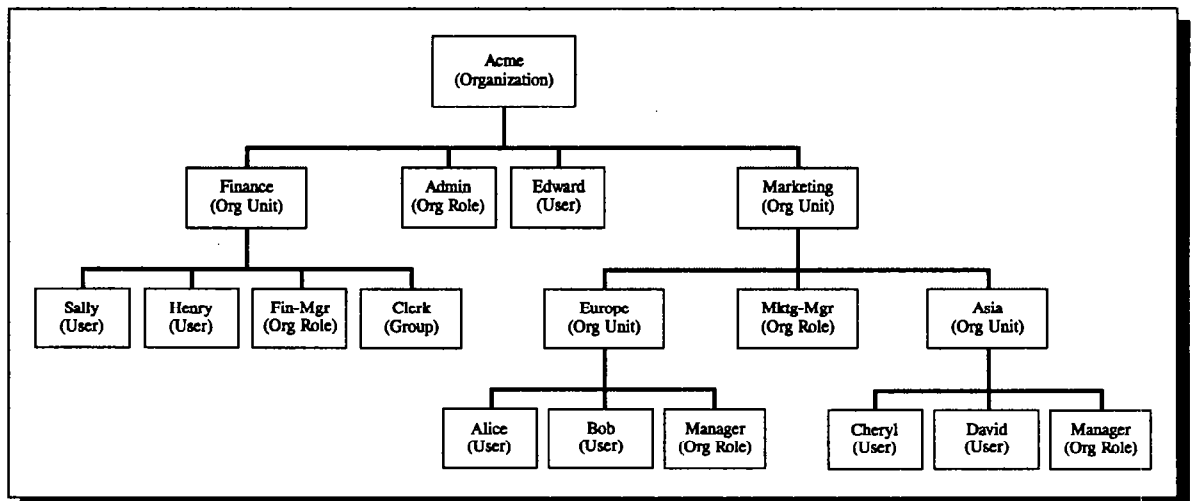 Acme
(Organization)
Finance
(Org Unit)
Admin
(Org Role)
Edward
(User)
Marketing
(Org Unit)
Sally
(User)
Henry
(User)
Fin-Mgr
(Org Role)
Clerk
(Group)
Europe
(Org Unit)
Mktg-Mgr
(Org Role)
Asia
(Org Unit)
Alice
(User)
Bob
(User)
Manager
(Org Role)
Cheryl
(User)
David
(User)
Manager
(Org Role)